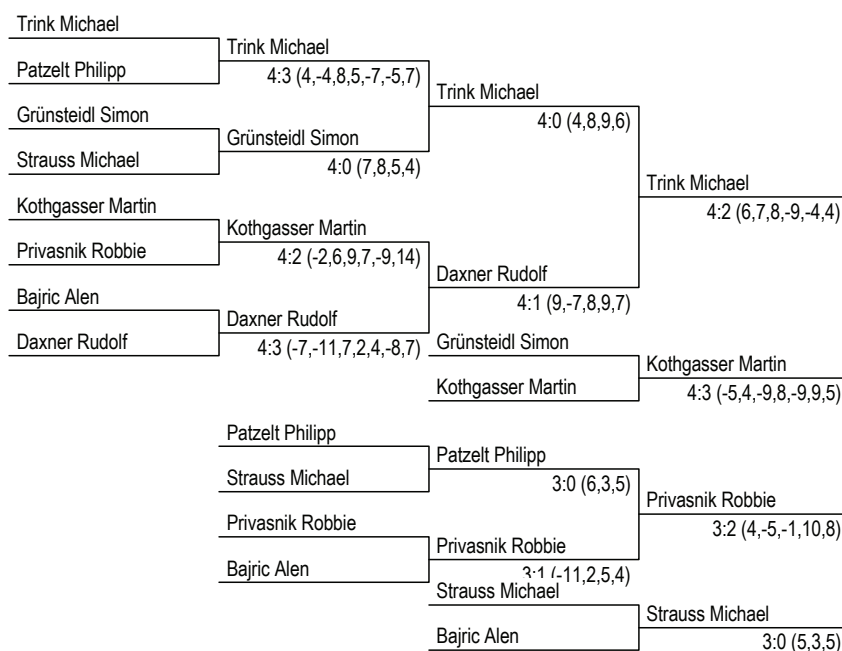 Trink Michael
Trink Michael
Patzelt Philipp
4:3 (4,-4,8,5,-7,-5,7)
Trink Michael
Grünsteidl Simon
4:0 (4,8,9,6)
Grünsteidl Simon
Strauss Michael
4:0 (7,8,5,4)
Trink Michael
Kothgasser Martin
4:2 (6,7,8,-9,-4,4)
Kothgasser Martin
Privasnik Robbie
4:2 (-2,6,9,7,-9,14)
Daxner Rudolf
Bajric Alen
4:1 (9,-7,8,9,7)
Daxner Rudolf
Daxner Rudolf
4:3 (-7,-11,7,2,4,-8,7)
Grünsteidl Simon
Kothgasser Martin
Kothgasser Martin
4:3 (-5,4,-9,8,-9,9,5)
Patzelt Philipp
Patzelt Philipp
Strauss Michael
3:0 (6,3,5)
Privasnik Robbie
Privasnik Robbie
3:2 (4,-5,-1,10,8)
Privasnik Robbie
Bajric Alen
3:1 (-11,2,5,4)
Strauss Michael
Strauss Michael
Bajric Alen
3:0 (5,3,5)